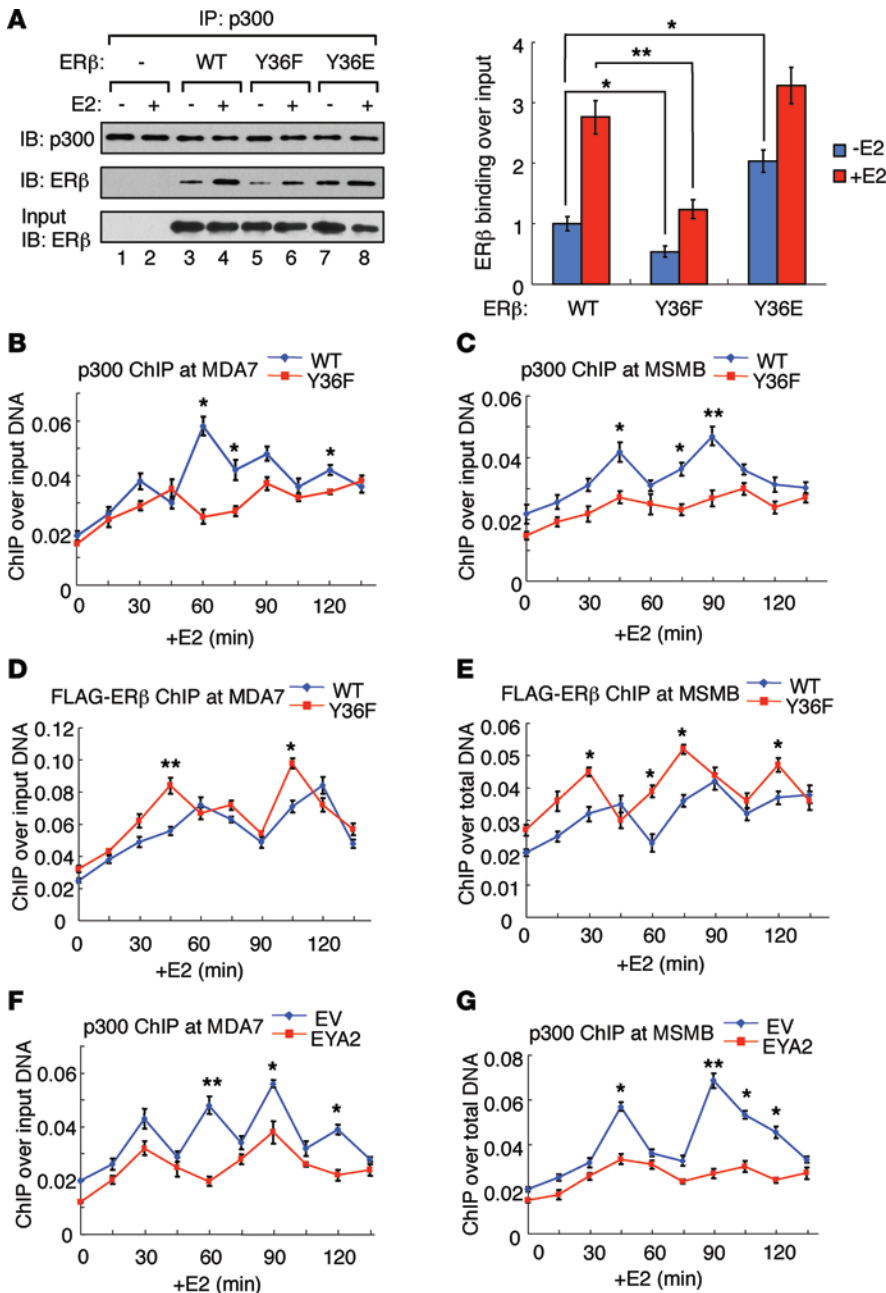 A
IP: p300
ERβ: - WT Y36F Y36E
E2: - + - + - + - +
IB: p300
IB: ERβ
Input
IB: ERβ
1 2 3 4 5 6 7 8
ERβ binding over input
4
3
2
1
0
* ** *
-E2
+E2
ERβ: WT Y36F Y36E
B
p300 ChIP at MDA7
WT
Y36F
ChIP over input DNA
0.06
0.04
0.02
0
* * *
0 30 60 90 120
+E2 (min)
C
p300 ChIP at MSMB
WT
Y36F
ChIP over input DNA
0.06
0.04
0.02
0
* * **
0 30 60 90 120
+E2 (min)
D
FLAG-ERβ ChIP at MDA7
WT
Y36F
ChIP over input DNA
0.12
0.10
0.08
0.06
0.04
0.02
0
** *
0 30 60 90 120
+E2 (min)
E
FLAG-ERβ ChIP at MSMB
WT
Y36F
ChIP over total DNA
0.06
0.05
0.04
0.03
0.02
0.01
0
* * * *
0 30 60 90 120
+E2 (min)
F
p300 ChIP at MDA7
EV
EYA2
ChIP over input DNA
0.06
0.04
0.02
0
** * *
0 30 60 90 120
+E2 (min)
G
p300 ChIP at MSMB
EV
EYA2
ChIP over total DNA
0.08
0.06
0.04
0.02
0
* ** * *
0 30 60 90 120
+E2 (min)